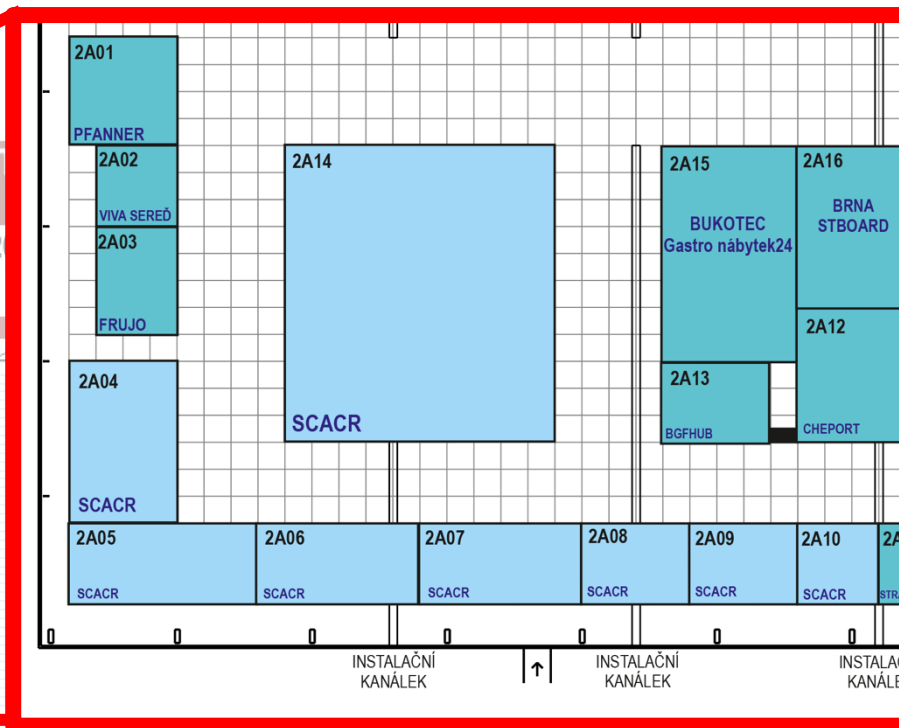 2A01
PFANNER
2A02
VIVA SEREĎ
2A03
FRUJO
2A04
SCACR
2A14
SCACR
2A15
BUKOTEC
Gastro nábytek24
2A16
BRNA
STBOARD
2A12
CHEPORT
2A13
BGFHUB
2A05
SCACR
2A06
SCACR
2A07
SCACR
2A08
SCACR
2A09
SCACR
2A10
SCACR
INSTALAČNÍ
KANÁLEK
INSTALAČNÍ
KANÁLEK